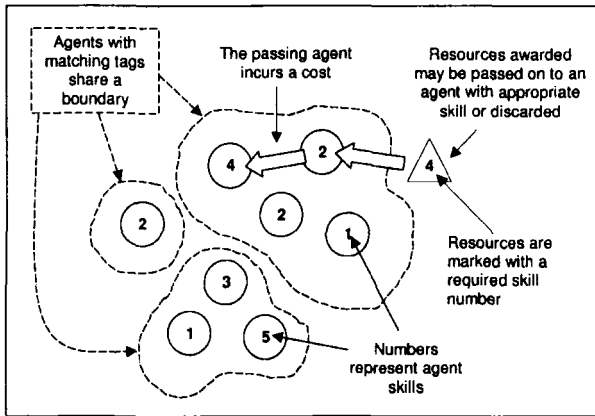 Agents with
matching tags
share a
boundary
The passing agent
incurs a cost
Resources awarded
may be passed on to an
agent with appropriate
skill or discarded
4
2
4
2
2
1
3
1
5
Resources are
marked with a
required skill
number
Numbers
represent agent
skills